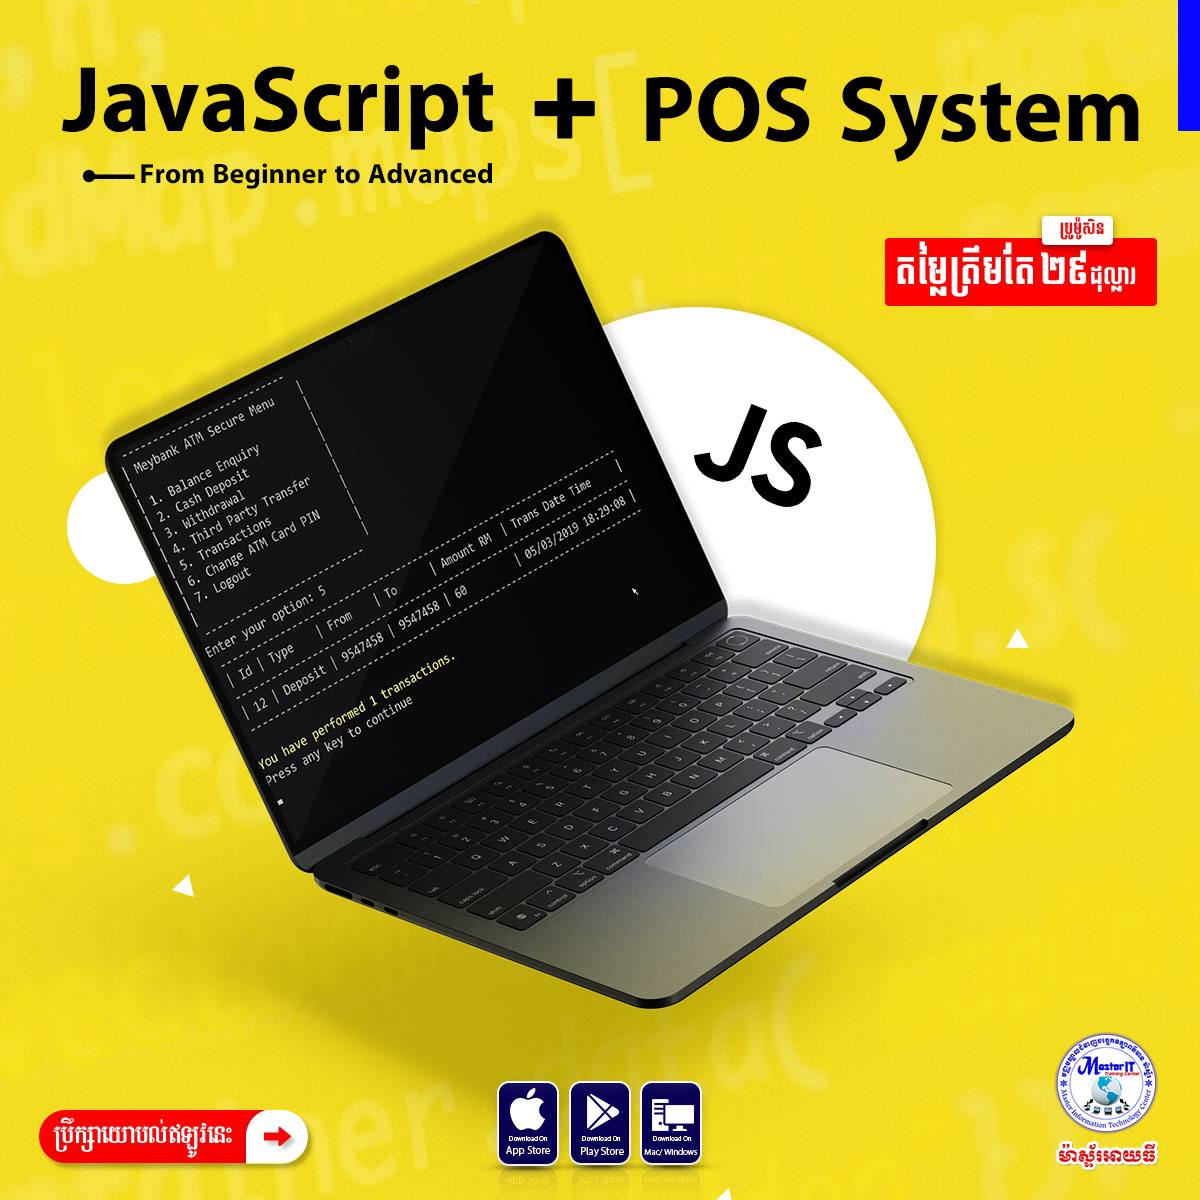 JavaScript + POS System
From Beginner to Advanced
ប្រូម៉ូសិន
តម្លៃត្រឹមតែ ២៩ដុល្លារ
JS
Meybank ATM Secure Menu
1. Balance Enquiry
2. Cash Deposit
3. Withdrawal
4. Third Party Transfer
5. Transactions
6. Change ATM Card PIN
7. Logout
Enter your option: 5
| Id | Type | From | To | Amount RM | Trans Date Time |
| 12 | Deposit | 9547458 | 9547458 | 60 | 05/03/2019 18:29:08 |
You have performed 1 transactions.
Press any key to continue
ប្រឹក្សាយោបល់ឥឡូវនេះ
Download On
App Store
Download On
Play Store
Download On
Mac/ Windows
Master IT
Training Center
Master Information Technology Center
ម៉ាស្ទ័រអាយធី